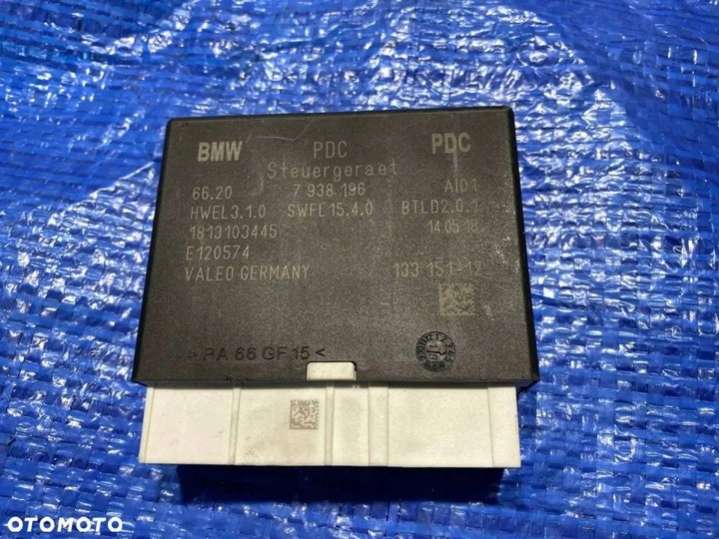 BMW PDC PDC
Steuergeraet
66.20 7 938 196 AID1
HWEL3.1.0 SWFL15.4.0 BTLD2.0.1
1813103445 14.05.18
E120574
VALEO GERMANY 133 151-12
>PA 66 GF 15<
OTOMOTO